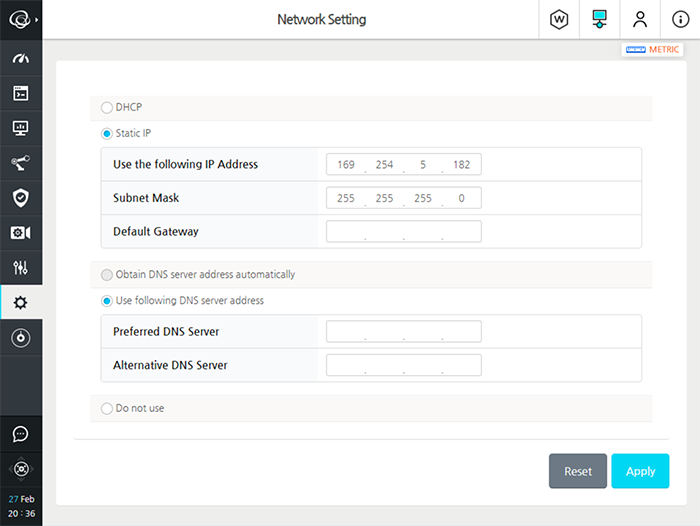 Network Setting
W
METRIC
DHCP
Static IP
Use the following IP Address 169 . 254 . 5 . 182
Subnet Mask 255 . 255 . 255 . 0
Default Gateway . . .
Obtain DNS server address automatically
Use following DNS server address
Preferred DNS Server . . .
Alternative DNS Server . . .
Do not use
Reset Apply
27 Feb
20 : 36